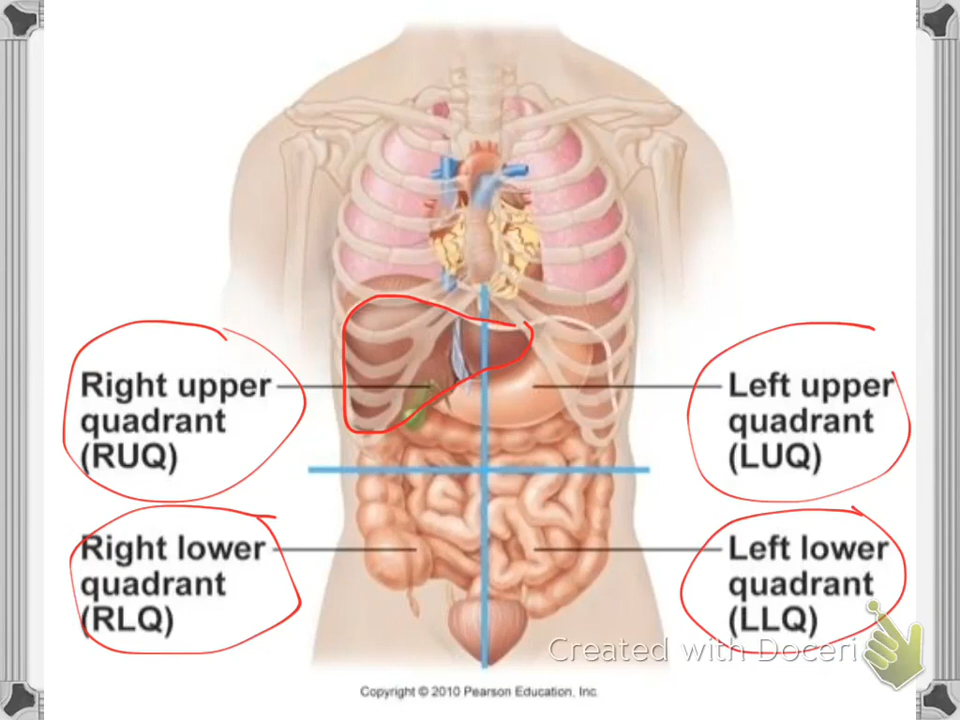 Right upper
quadrant
(RUQ)
Left upper
quadrant
(LUQ)
Right lower
quadrant
(RLQ)
Left lower
quadrant
(LLQ)
Created with Doceri
Copyright © 2010 Pearson Education, Inc.